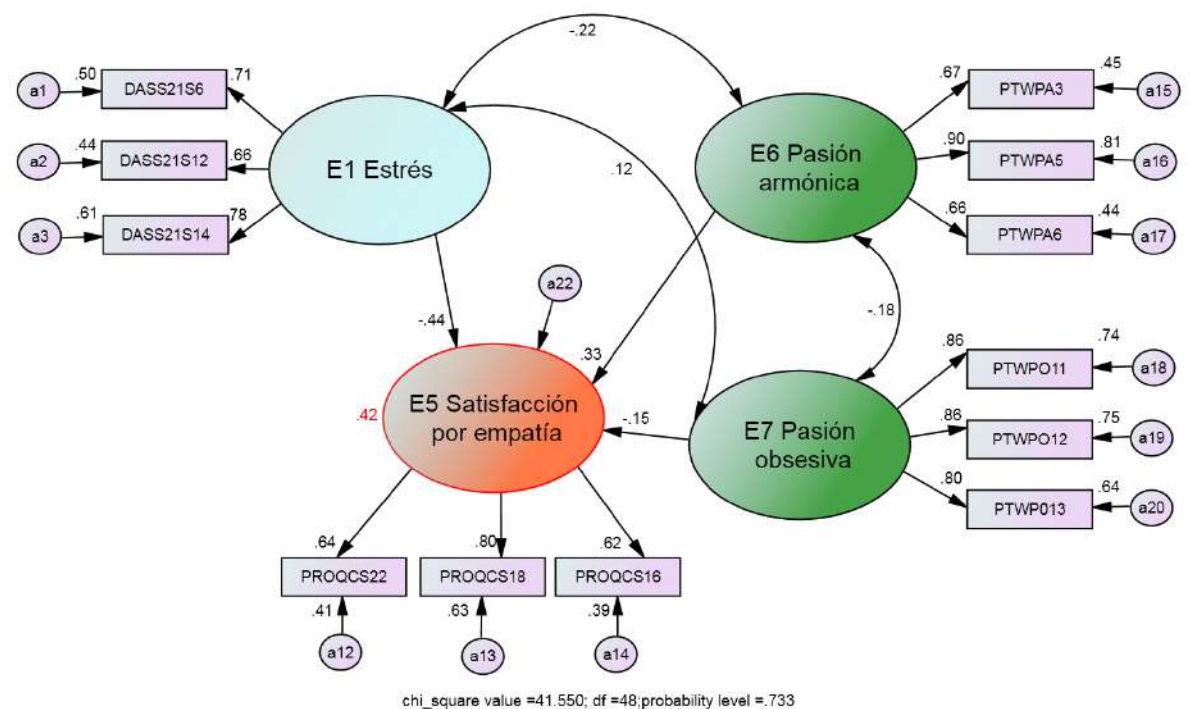 -.22
a1
.50
DASS21S6
.71
a2
.44
DASS21S12
.66
a3
.61
DASS21S14
.78
E1 Estrés
E6 Pasión
armónica
.67
PTWPA3
.45
a15
.90
PTWPA5
.81
a16
.66
PTWPA6
.44
a17
.12
-.18
a22
-.44
.33
-.15
.42
E5 Satisfacción
por empatía
E7 Pasión
obsesiva
.86
PTWPO11
.74
a18
.86
PTWPO12
.75
a19
.80
PTWP013
.64
a20
.64
PROQCS22
.41
a12
.80
PROQCS18
.63
a13
.62
PROQCS16
.39
a14
chi_square value =41.550; df =48;probability level =.733